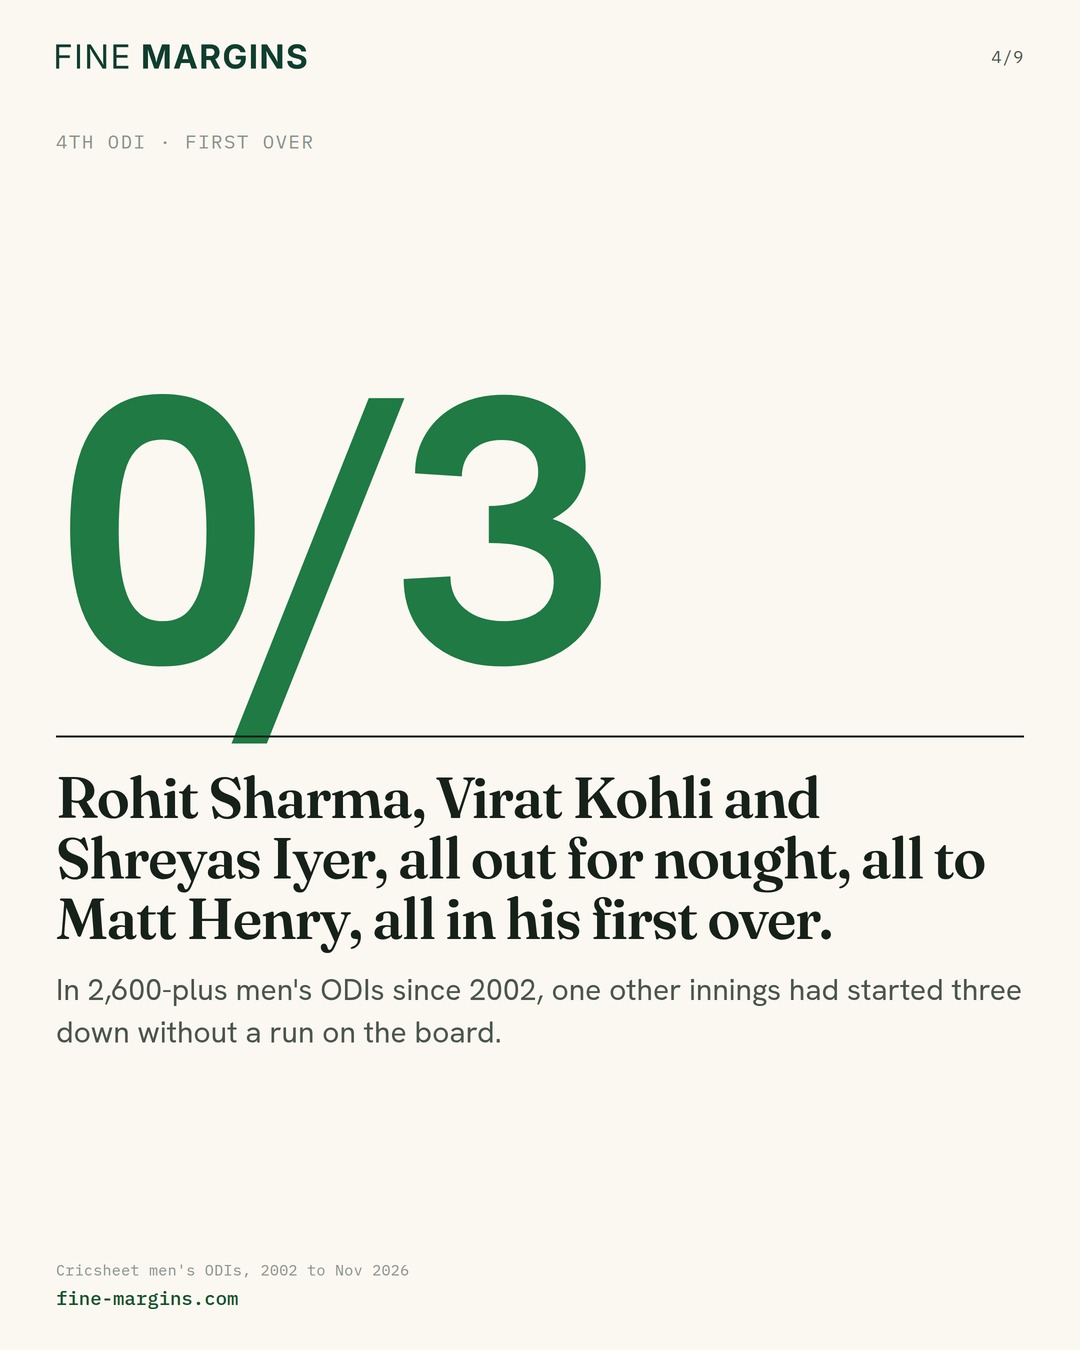 FINE MARGINS
4/9
4TH ODI · FIRST OVER
0/3
Rohit Sharma, Virat Kohli and
Shreyas Iyer, all out for nought, all to
Matt Henry, all in his first over.
In 2,600-plus men's ODIs since 2002, one other innings had started three
down without a run on the board.
Cricsheet men's ODIs, 2002 to Nov 2026
fine-margins.com